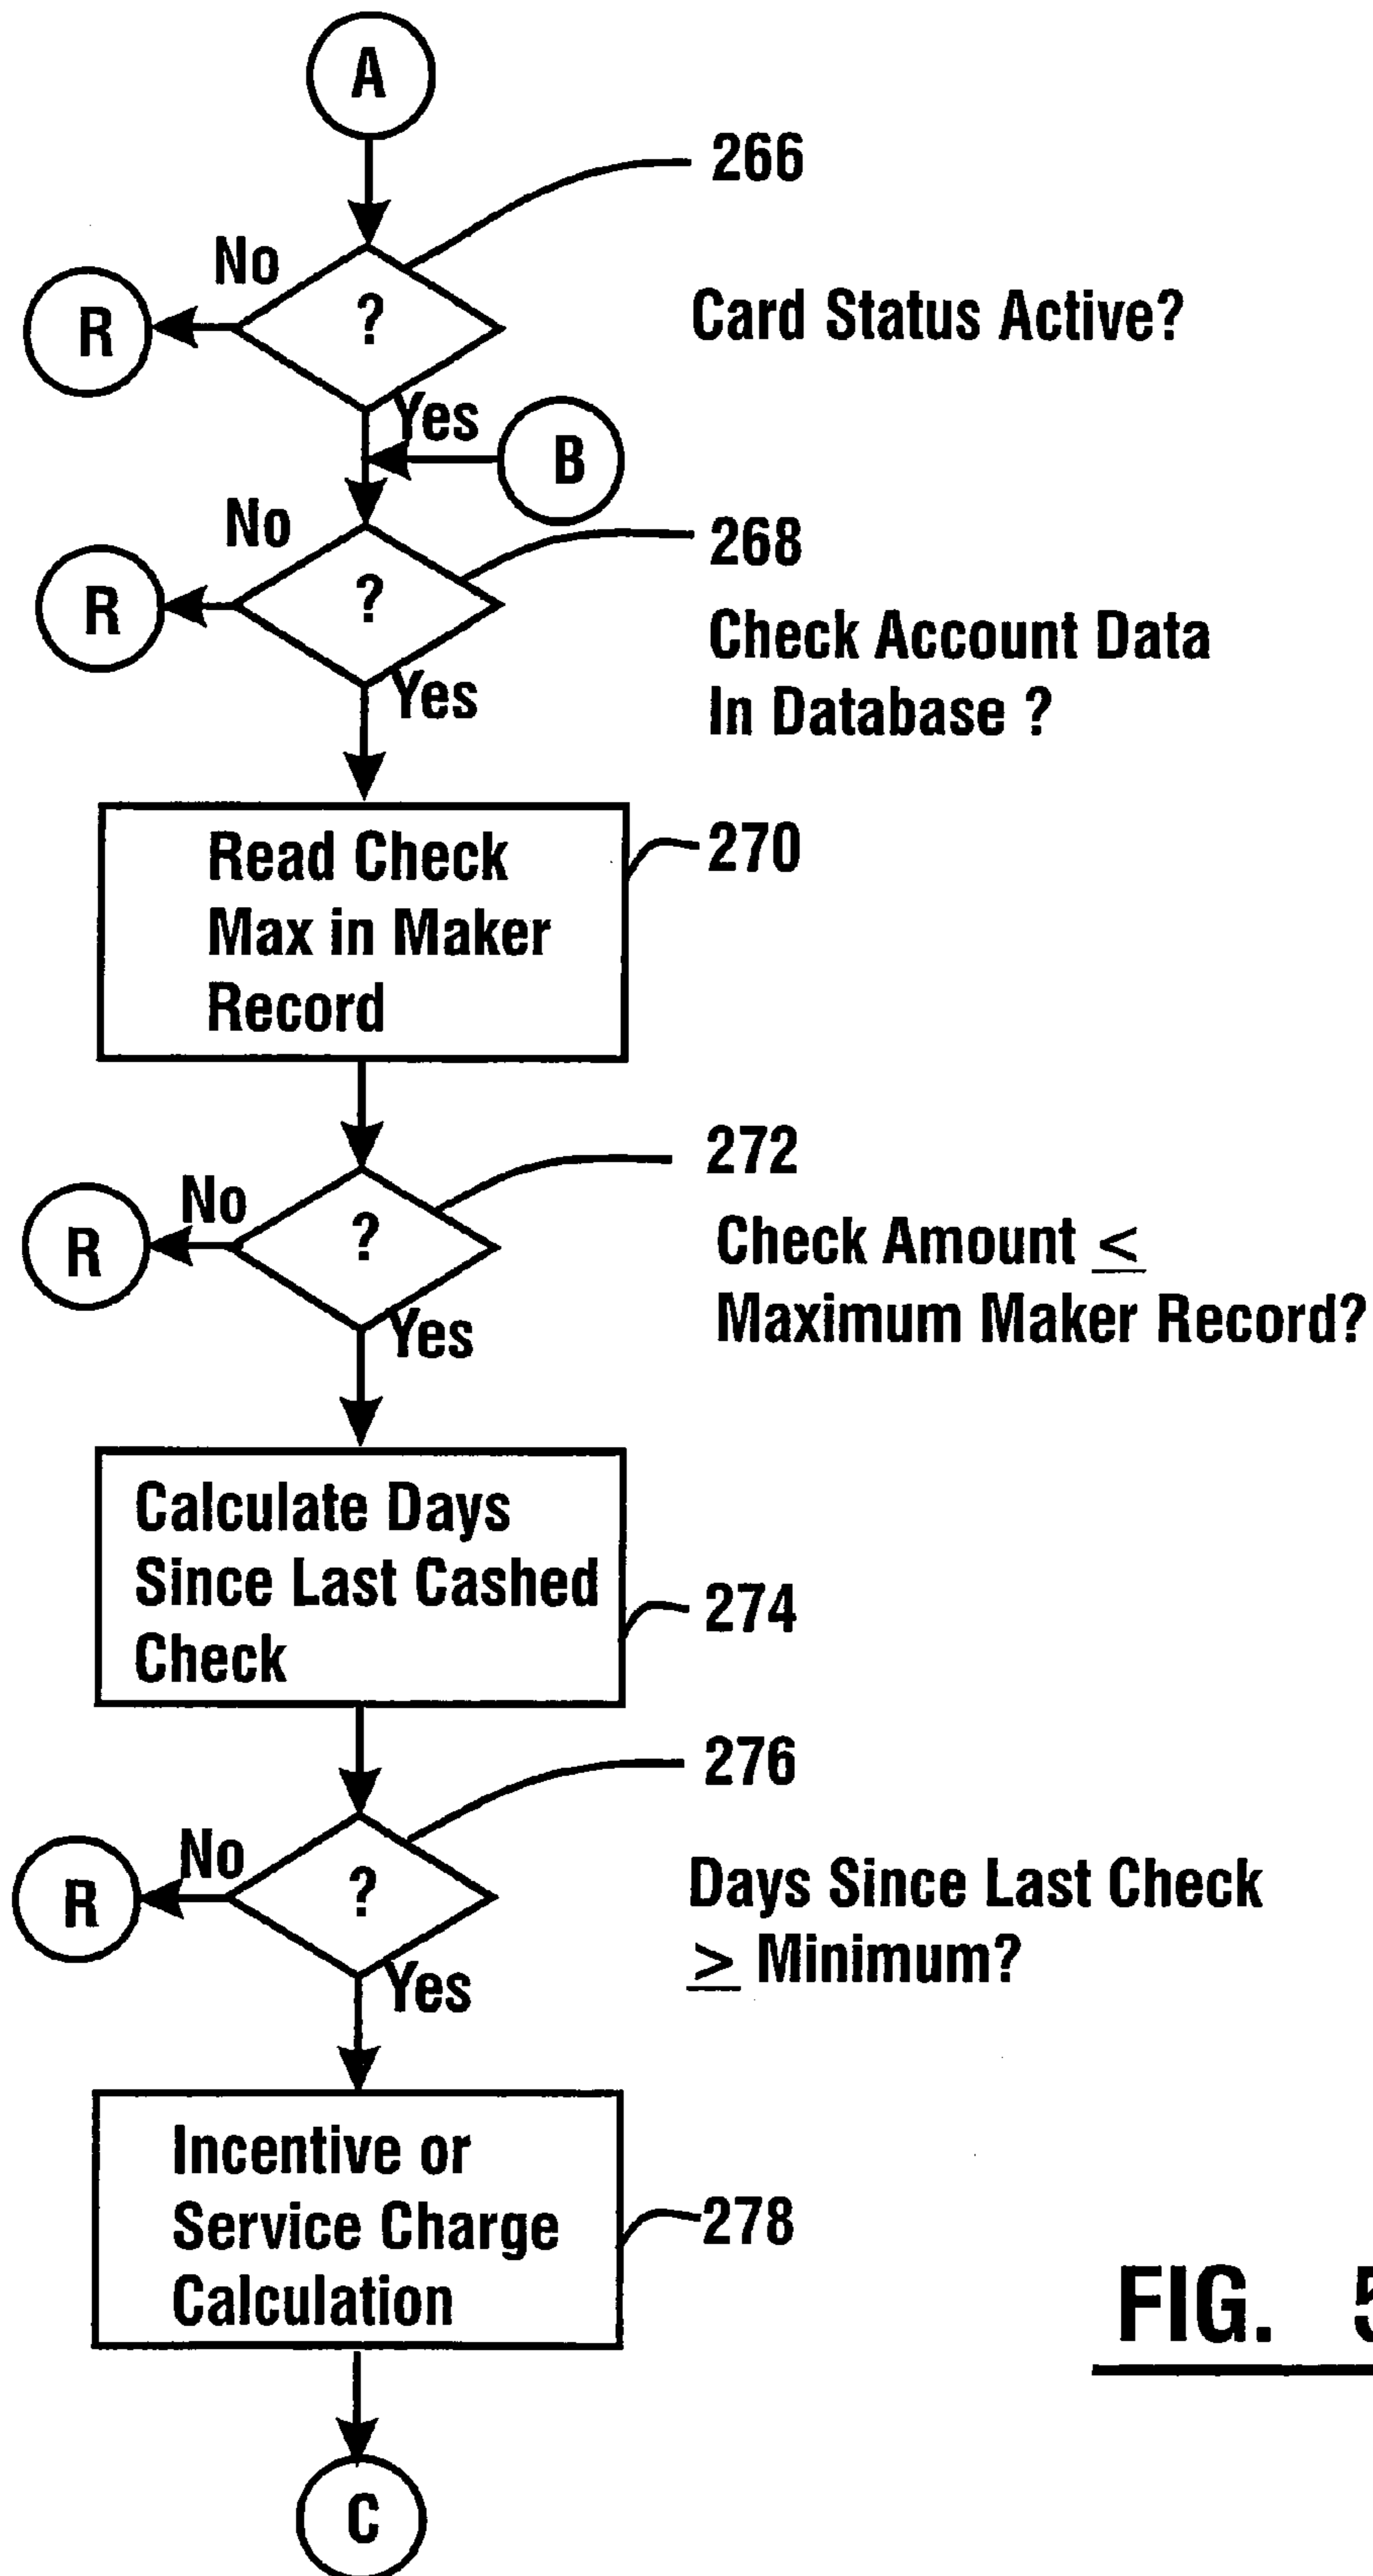 A
266
No
?
R
Card Status Active?
Yes
B
No
268
?
R
Check Account Data
In Database ?
Yes
Read Check
Max in Maker
Record
270
272
No
?
R
Check Amount ≤
Maximum Maker Record?
Yes
Calculate Days
Since Last Cashed
Check
274
276
No
?
R
Days Since Last Check
≥ Minimum?
Yes
Incentive or
Service Charge
Calculation
278
FIG. 5
C